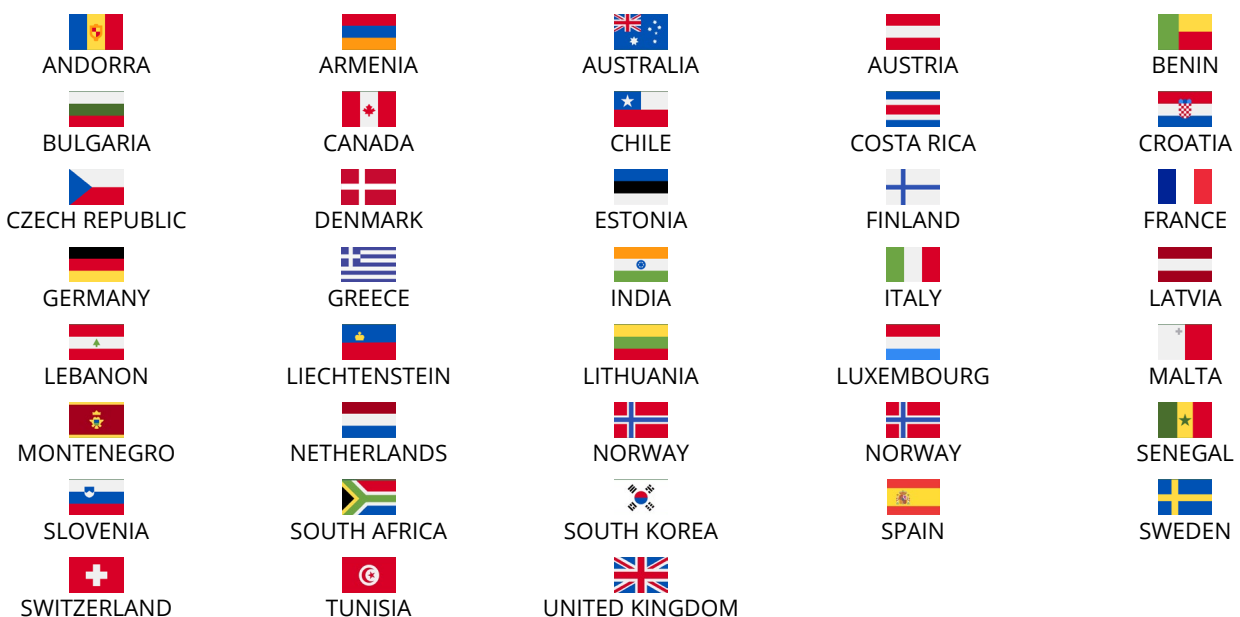 ANDORRA ARMENIA AUSTRALIA AUSTRIA BENIN
BULGARIA CANADA CHILE COSTA RICA CROATIA
CZECH REPUBLIC DENMARK ESTONIA FINLAND FRANCE
GERMANY GREECE INDIA ITALY LATVIA
LEBANON LIECHTENSTEIN LITHUANIA LUXEMBOURG MALTA
MONTENEGRO NETHERLANDS NORWAY NORWAY SENEGAL
SLOVENIA SOUTH AFRICA SOUTH KOREA SPAIN SWEDEN
SWITZERLAND TUNISIA UNITED KINGDOM